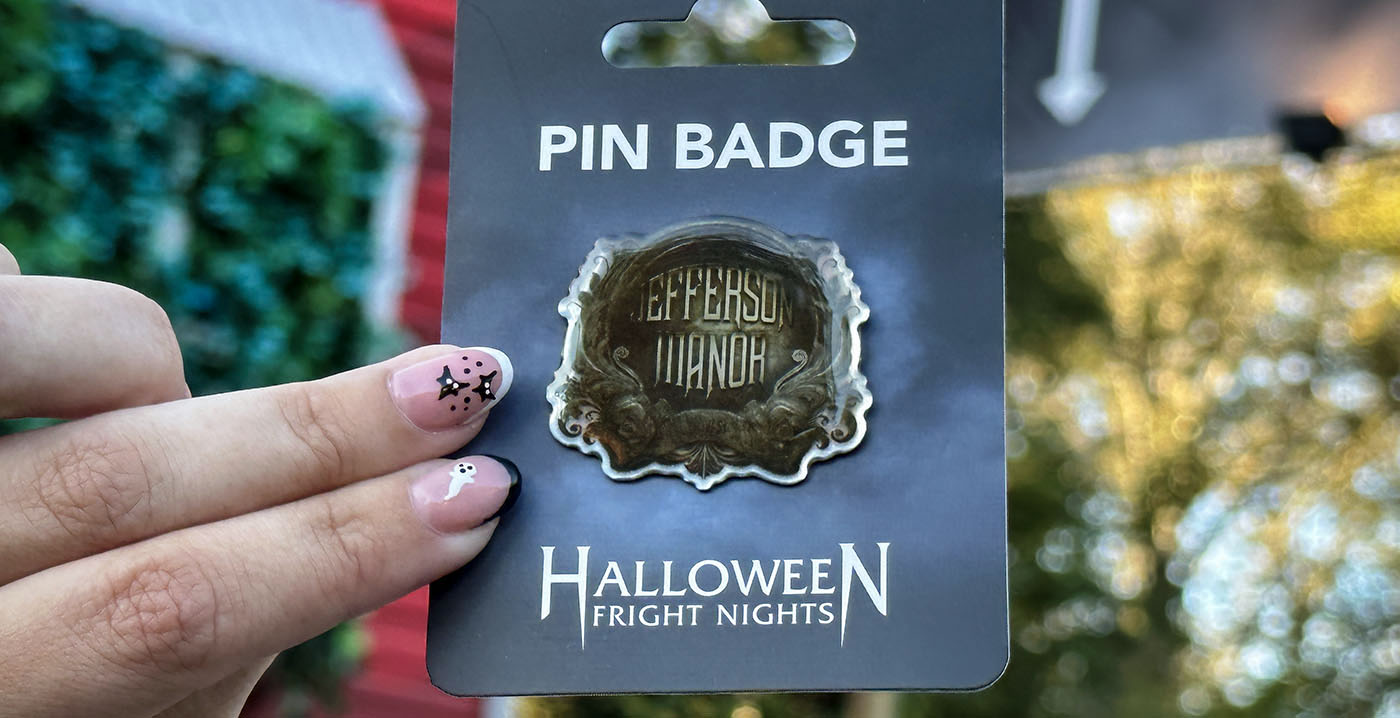 PIN BADGE
JEFFERSON
MANOR
HALLOWEEN
FRIGHT NIGHTS